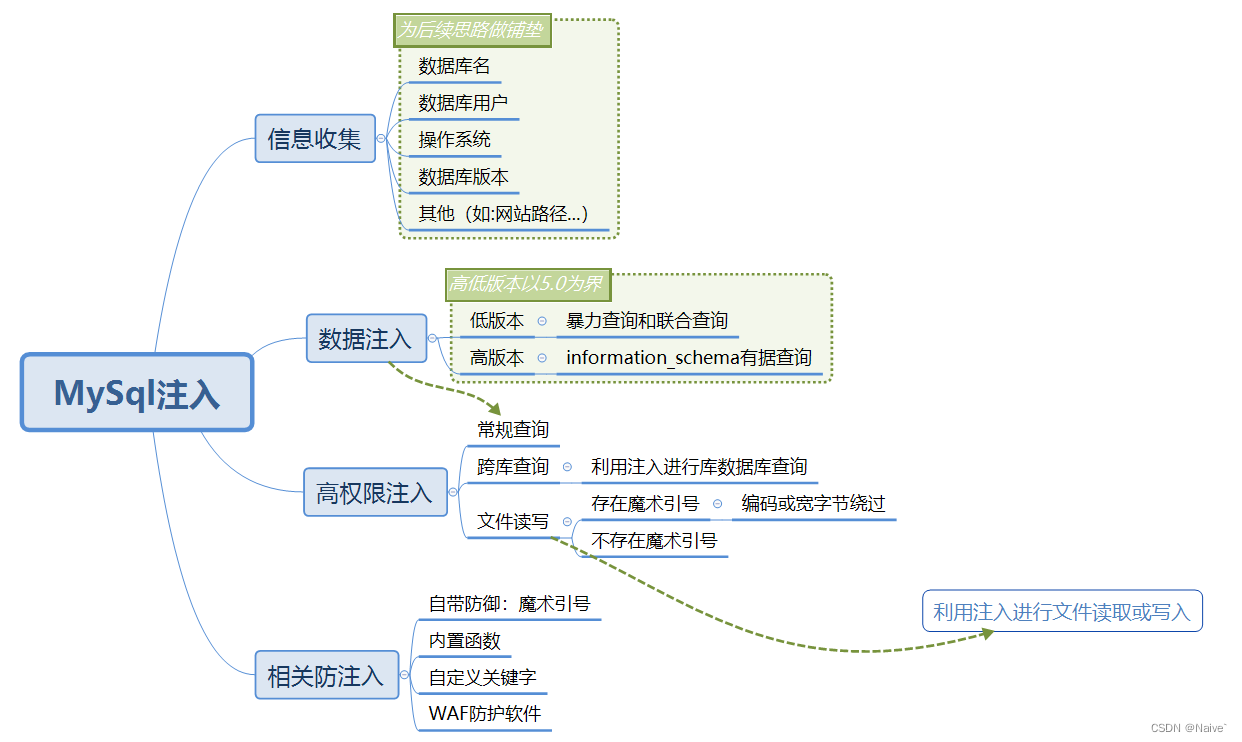 为后续思路做铺垫
数据库名
数据库用户
信息收集
操作系统
数据库版本
其他（如:网站路径...）
高低版本以5.0为界
低版本
暴力查询和联合查询
数据注入
高版本
information_schema有据查询
MySql注入
常规查询
跨库查询
利用注入进行库数据库查询
高权限注入
存在魔术引号
编码或宽字节绕过
文件读写
不存在魔术引号
自带防御：魔术引号
利用注入进行文件读取或写入
内置函数
相关防注入
自定义关键字
WAF防护软件
CSDN @Naive˜